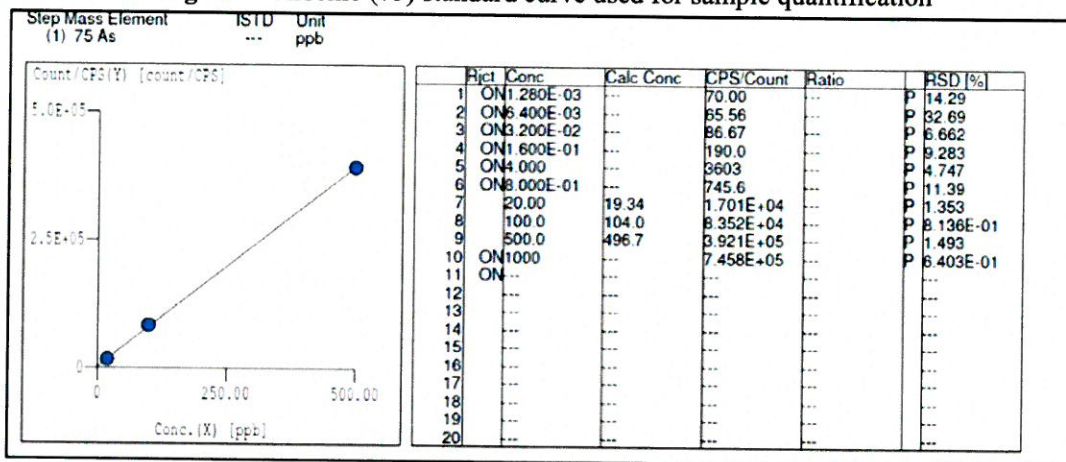 (75) standard curve used for sample quantification
Step Mass Element ISTD Unit
(1) 75 As --- ppb
Count/CPS(Y) [count/CPS]
5.0E+05
2.5E+05
0
0 250.00 500.00
Conc.(X) [ppb]
Rjct Conc Calc Conc CPS/Count Ratio RSD [%]
1 ON 1.280E-03 --- 70.00 --- P 14.29
2 ON 6.400E-03 --- 65.56 --- P 32.69
3 ON 3.200E-02 --- 86.67 --- P 6.662
4 ON 1.600E-01 --- 190.0 --- P 9.283
5 ON 4.000 --- 3603 --- P 4.747
6 ON 8.000E-01 --- 745.6 --- P 11.39
7 20.00 19.34 1.701E+04 --- P 1.353
8 100.0 104.0 8.352E+04 --- P 8.136E-01
9 500.0 496.7 3.921E+05 --- P 1.493
10 ON 1000 --- 7.458E+05 --- P 6.403E-01
11 ON --- --- --- --- ---
12 --- --- --- --- ---
13 --- --- --- --- ---
14 --- --- --- --- ---
15 --- --- --- --- ---
16 --- --- --- --- ---
17 --- --- --- --- ---
18 --- --- --- --- ---
19 --- --- --- --- ---
20 --- --- --- --- ---